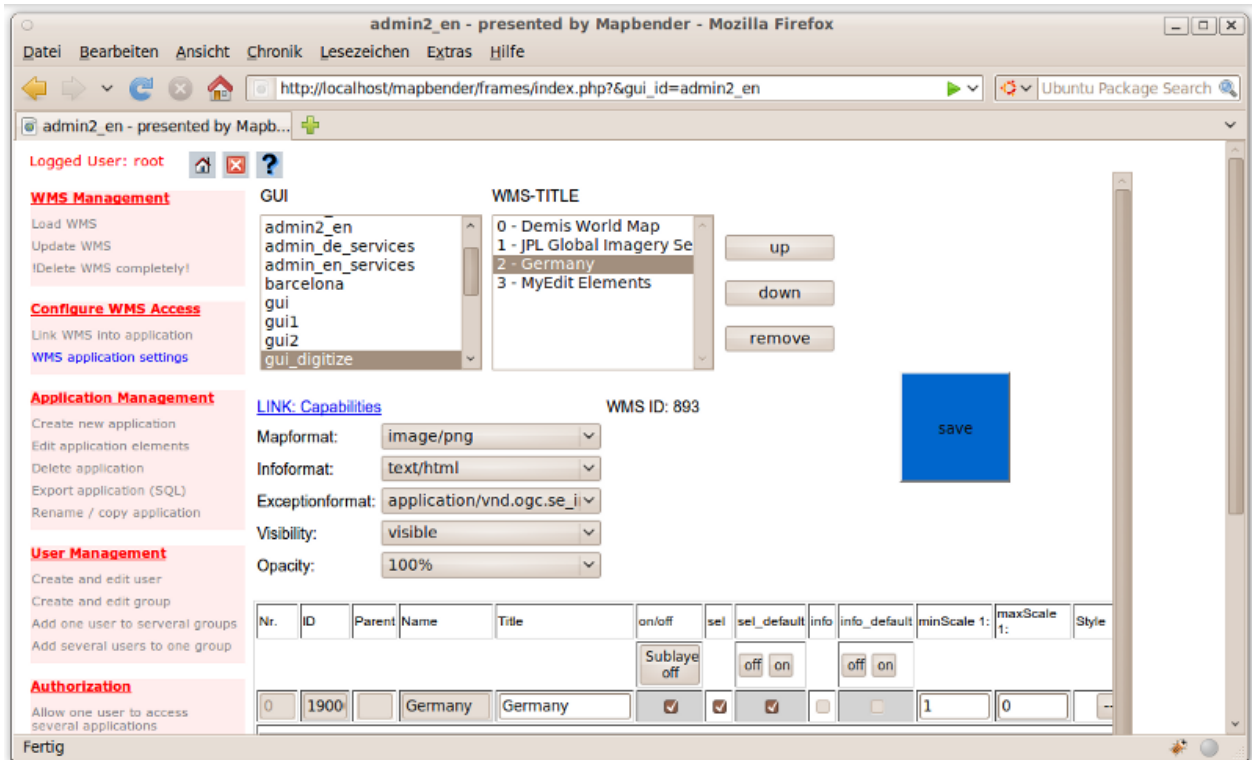 admin2_en - presented by Mapbender - Mozilla Firefox
Datei Bearbeiten Ansicht Chronik Lesezeichen Extras Hilfe
http://localhost/mapbender/frames/index.php?&gui_id=admin2_en
Ubuntu Package Search
admin2_en - presented by Mapb...
Logged User: root
?
WMS Management
Load WMS
Update WMS
!Delete WMS completely!
Configure WMS Access
Link WMS into application
WMS application settings
Application Management
Create new application
Edit application elements
Delete application
Export application (SQL)
Rename / copy application
User Management
Create and edit user
Create and edit group
Add one user to serveral groups
Add several users to one group
Authorization
Allow one user to access
several applications
GUI
admin2_en
admin_de_services
admin_en_services
barcelona
gui
gui1
gui2
gui_digitize
WMS-TITLE
0 - Demis World Map
1 - JPL Global Imagery Se
2 - Germany
3 - MyEdit Elements
up
down
remove
LINK: Capabilities
WMS ID: 893
save
Mapformat: image/png
Infoformat: text/html
Exceptionformat: application/vnd.ogc.se_i
Visibility: visible
Opacity: 100%
Nr. ID Parent Name Title on/off sel sel_default info info_default minScale 1: maxScale 1: Style
Sublaye off off on off on
0 1900 Germany Germany 1 0 --
Fertig